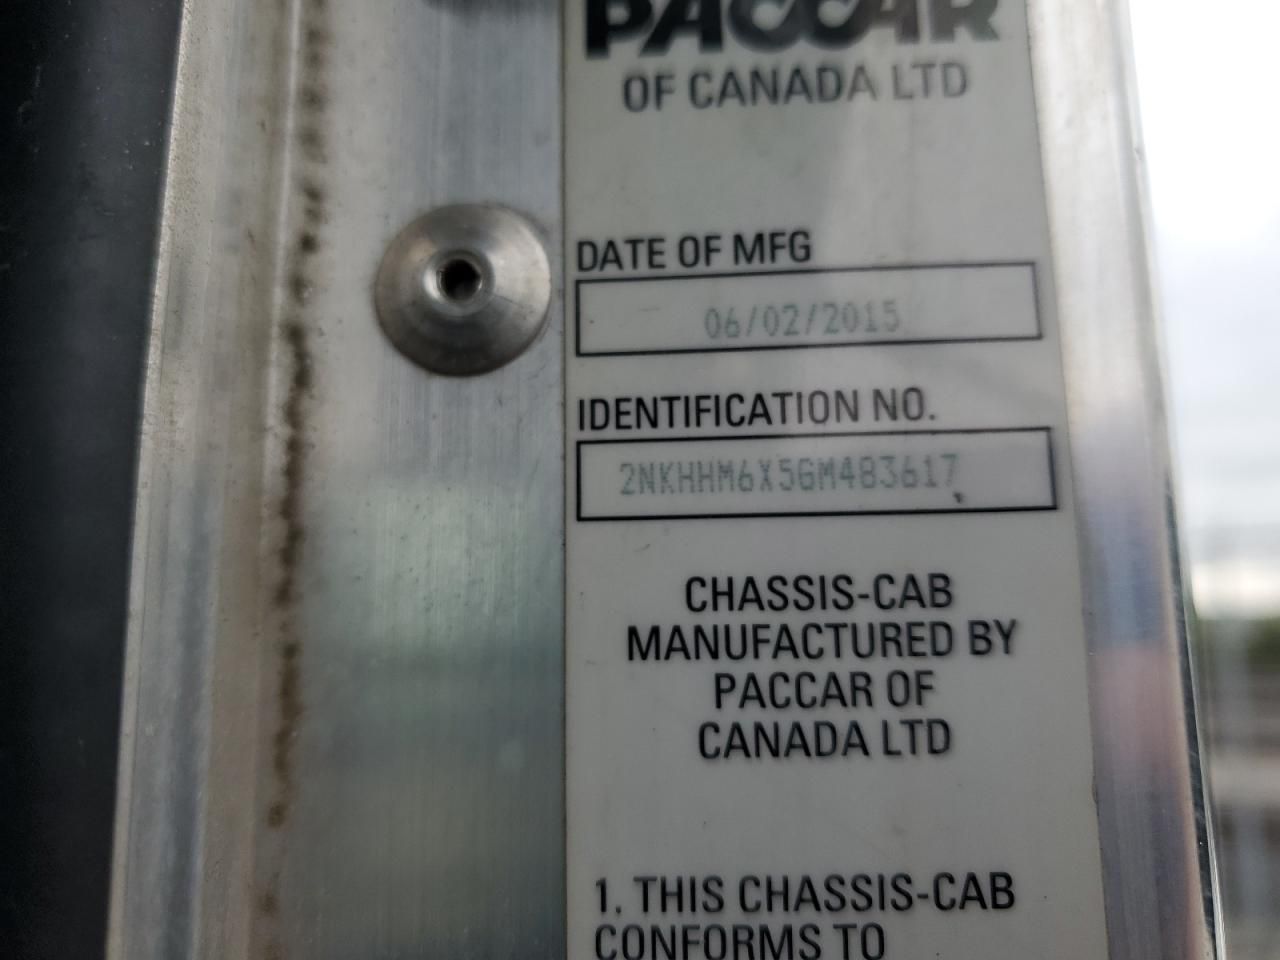 PACCAR
OF CANADA LTD
DATE OF MFG
06/02/2015
IDENTIFICATION NO.
2NKHHM6X5GM483617
CHASSIS-CAB
MANUFACTURED BY
PACCAR OF
CANADA LTD
1. THIS CHASSIS-CAB
CONFORMS TO